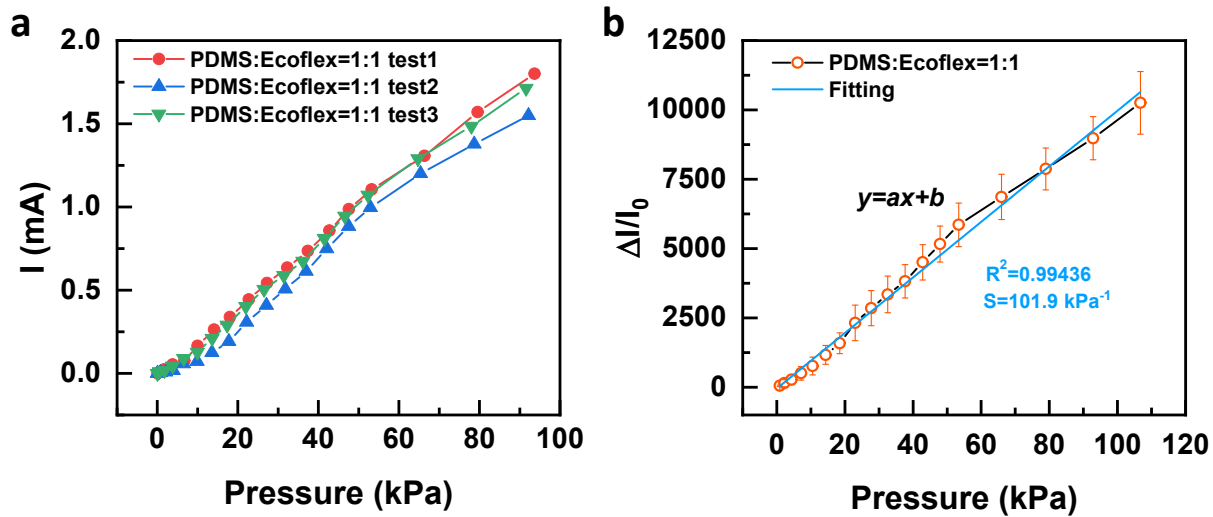 a
2.0
1.5
1.0
0.5
0.0
I (mA)
PDMS:Ecoflex=1:1 test1
PDMS:Ecoflex=1:1 test2
PDMS:Ecoflex=1:1 test3
0 20 40 60 80 100
Pressure (kPa)
b
12500
10000
7500
5000
2500
0
ΔI/I₀
PDMS:Ecoflex=1:1
Fitting
y=ax+b
R²=0.99436
S=101.9 kPa⁻¹
0 20 40 60 80 100 120
Pressure (kPa)